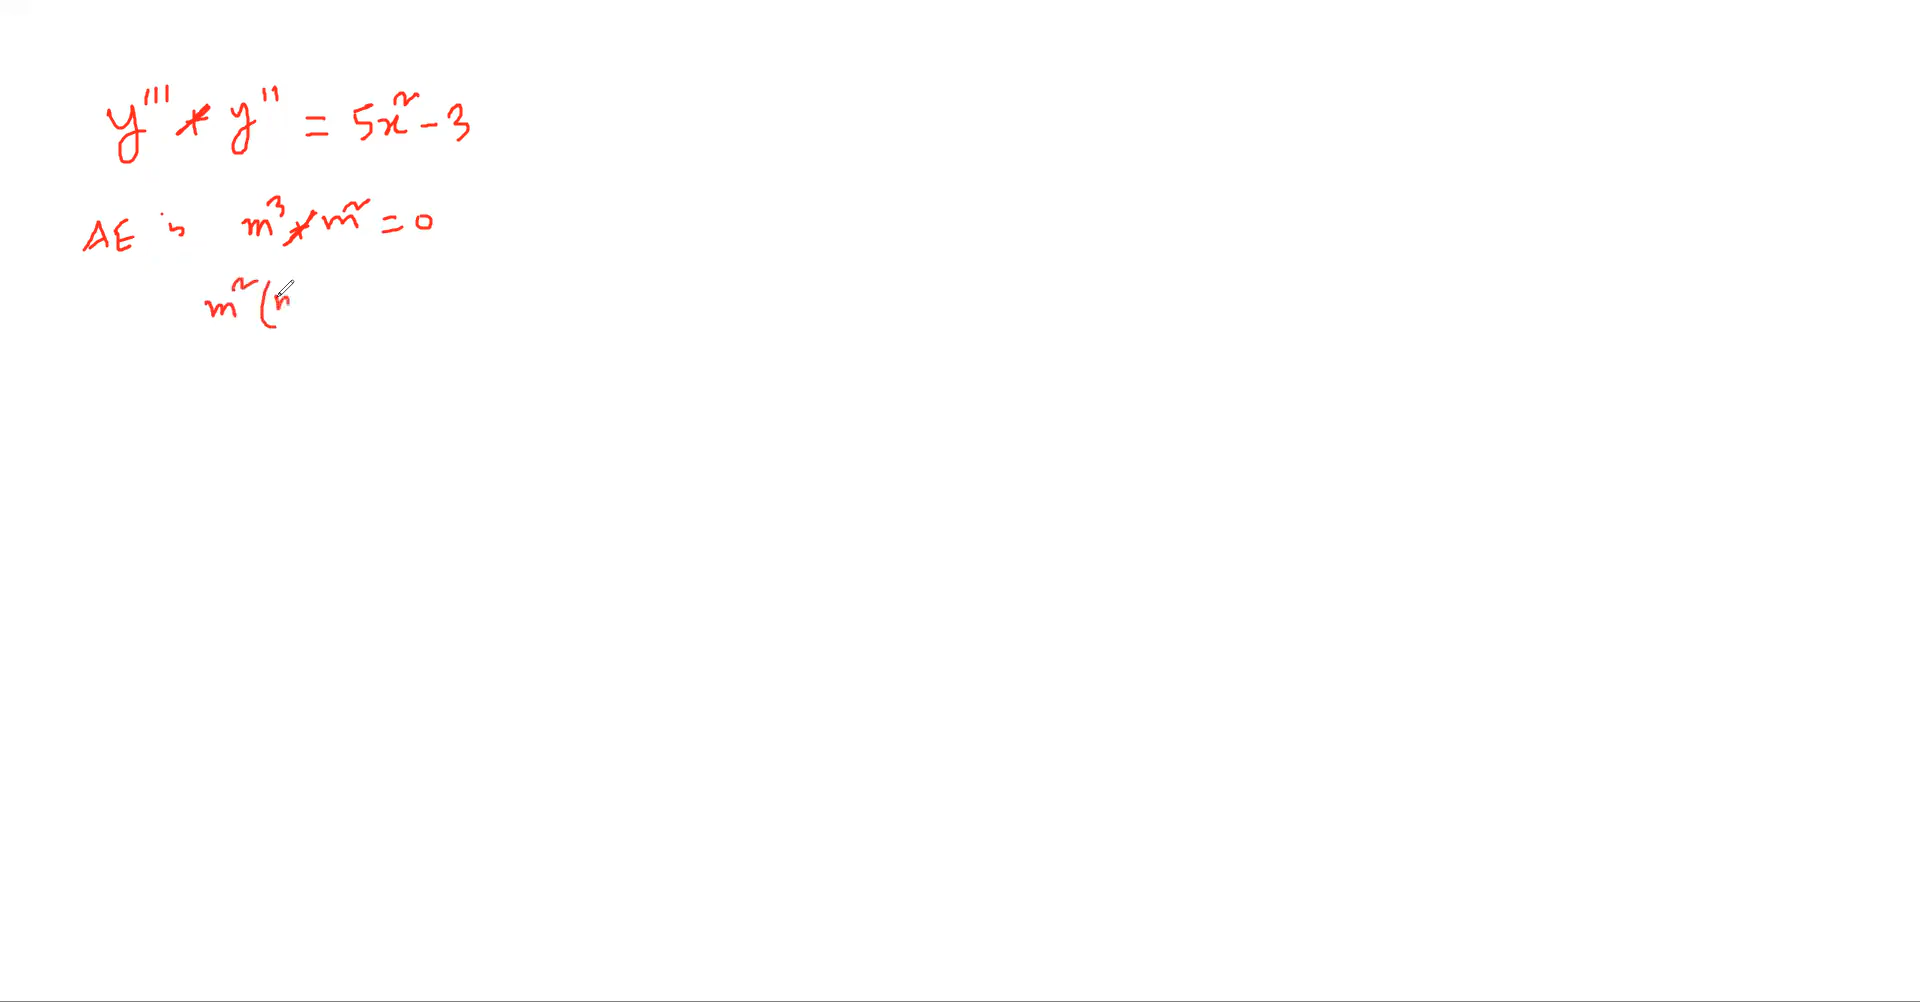 y''' + y'' = 5x² - 3
AE is m³ + m² = 0
m² (